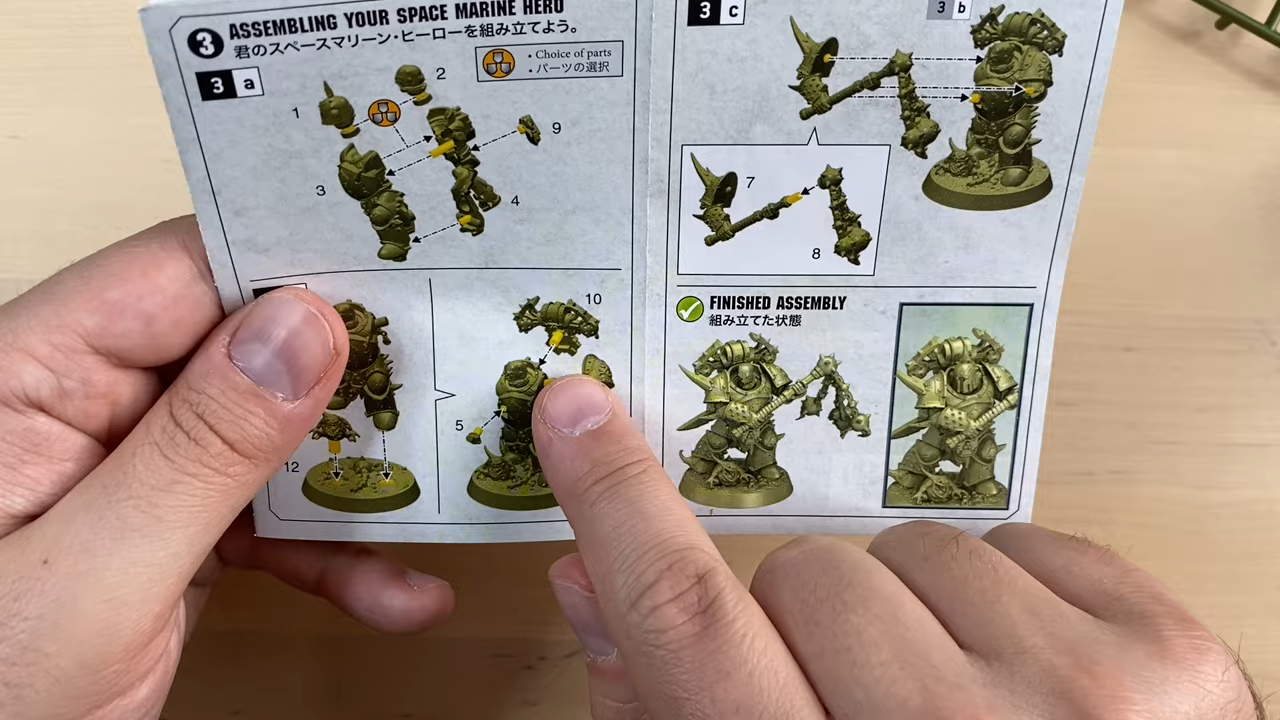 3 ASSEMBLING YOUR SPACE MARINE HERO
君のスペースマリーン・ヒーローを組み立てよう。
3 a
• Choice of parts
• パーツの選択
1
2
9
3
4
12
10
5
3 c
3 b
7
8
FINISHED ASSEMBLY
組み立てた状態